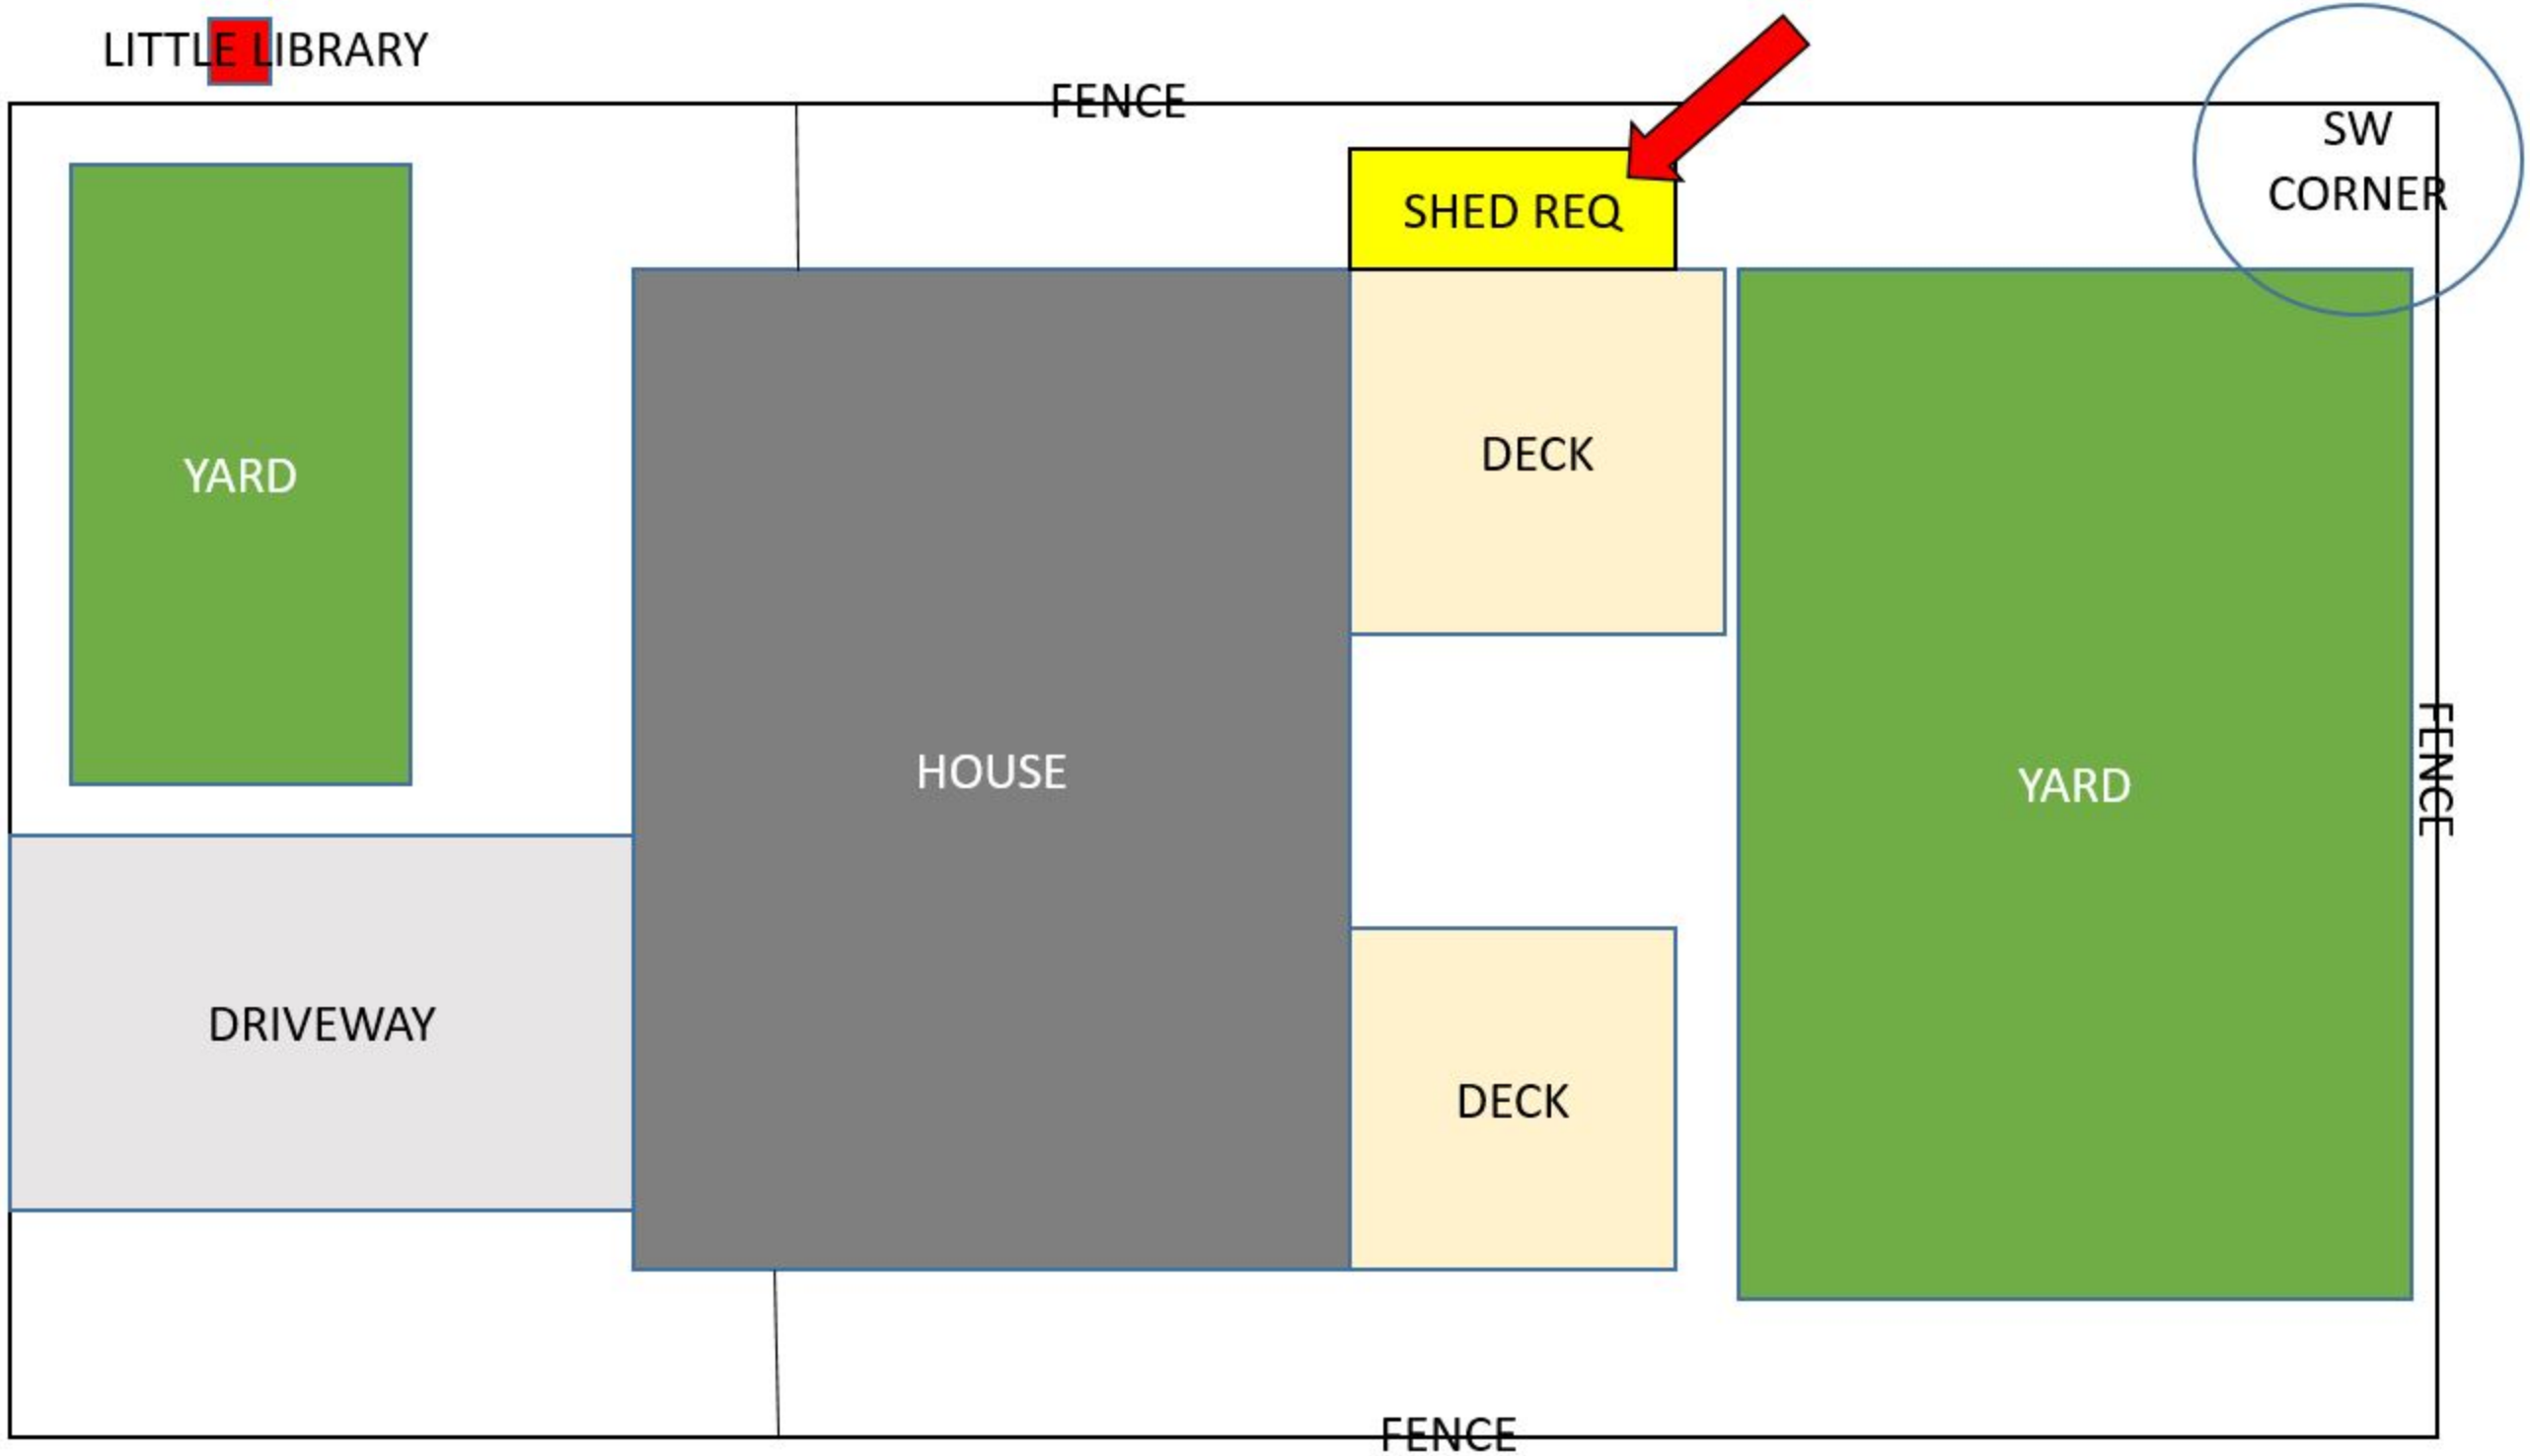 LITTLE LIBRARY
FENCE
SW
CORNER
SHED REQ
YARD
DECK
HOUSE
YARD
FENCE
DRIVEWAY
DECK
FENCE